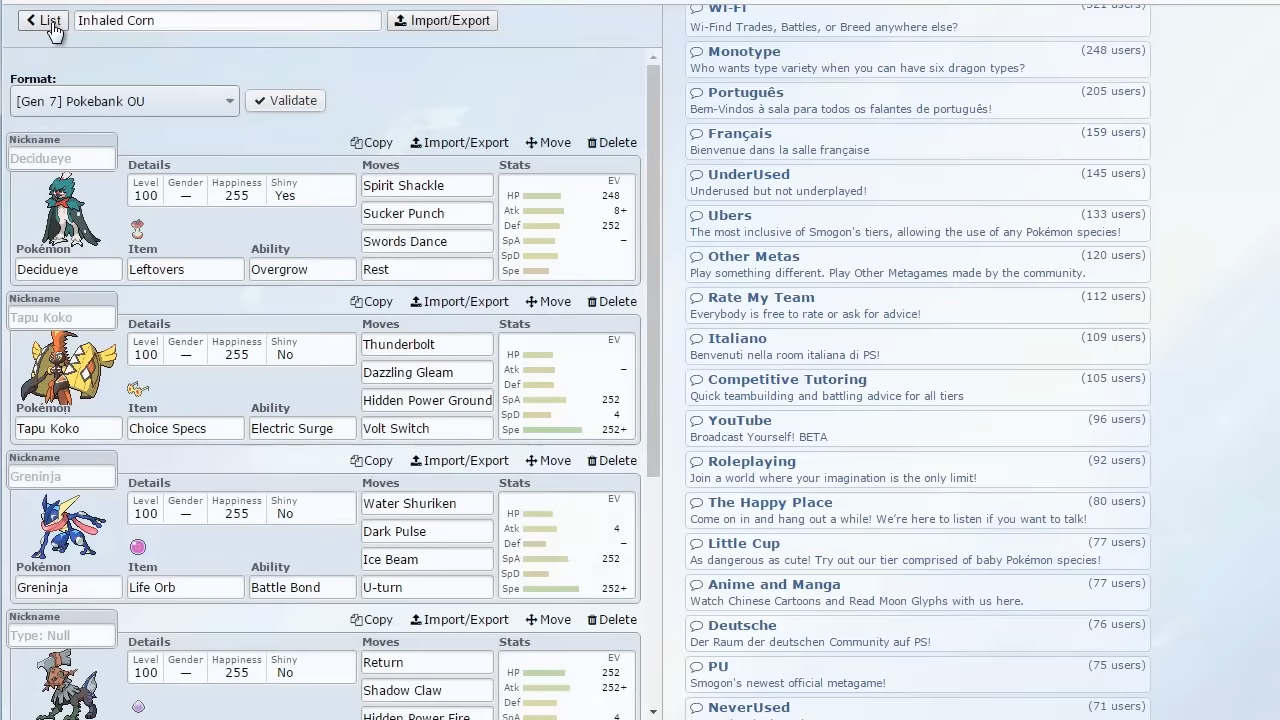 List
Inhaled Corn
Import/Export
Format:
[Gen 7] Pokebank OU
Validate
Nickname
Decidueye
Copy Import/Export Move Delete
Details
Moves
Stats
Level Gender Happiness Shiny
100 — 255 Yes
Spirit Shackle
Sucker Punch
Swords Dance
Rest
EV
HP 248
Atk 8+
Def 252
SpA –
SpD
Spe
Pokémon Item Ability
Decidueye Leftovers Overgrow
Nickname
Tapu Koko
Copy Import/Export Move Delete
Details
Moves
Stats
Level Gender Happiness Shiny
100 — 255 No
Thunderbolt
Dazzling Gleam
Hidden Power Ground
Volt Switch
EV
HP
Atk –
Def
SpA 252
SpD 4
Spe 252+
Pokémon Item Ability
Tapu Koko Choice Specs Electric Surge
Nickname
Greninja
Copy Import/Export Move Delete
Details
Moves
Stats
Level Gender Happiness Shiny
100 — 255 No
Water Shuriken
Dark Pulse
Ice Beam
U-turn
EV
HP
Atk 4
Def –
SpA 252
SpD
Spe 252+
Pokémon Item Ability
Greninja Life Orb Battle Bond
Nickname
Type: Null
Copy Import/Export Move Delete
Details
Moves
Stats
Level Gender Happiness Shiny
100 — 255 No
Return
Shadow Claw
Hidden Power Fire
EV
HP 252
Atk 252+
Def
SpA 4
Wi-Fi (321 users)
Wi-Find Trades, Battles, or Breed anywhere else?
Monotype (248 users)
Who wants type variety when you can have six dragon types?
Português (205 users)
Bem-Vindos à sala para todos os falantes de português!
Français (159 users)
Bienvenue dans la salle française
UnderUsed (145 users)
Underused but not underplayed!
Ubers (133 users)
The most inclusive of Smogon's tiers, allowing the use of any Pokémon species!
Other Metas (120 users)
Play something different. Play Other Metagames made by the community.
Rate My Team (112 users)
Everybody is free to rate or ask for advice!
Italiano (109 users)
Benvenuti nella room italiana di PS!
Competitive Tutoring (105 users)
Quick teambuilding and battling advice for all tiers
YouTube (96 users)
Broadcast Yourself! BETA
Roleplaying (92 users)
Join a world where your imagination is the only limit!
The Happy Place (80 users)
Come on in and hang out a while! We're here to listen if you want to talk!
Little Cup (77 users)
As dangerous as cute! Try out our tier comprised of baby Pokémon species!
Anime and Manga (77 users)
Watch Chinese Cartoons and Read Moon Glyphs with us here.
Deutsche (76 users)
Der Raum der deutschen Community auf PS!
PU (75 users)
Smogon's newest official metagame!
NeverUsed (71 users)